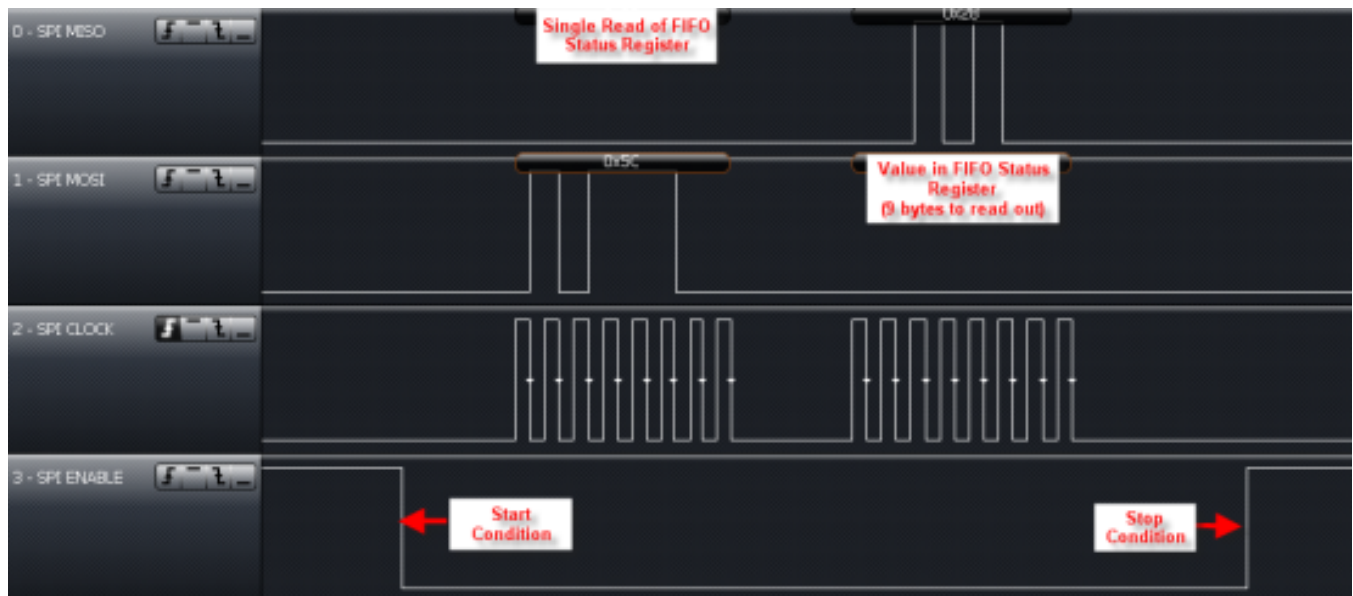 0 - SPI MISO
Single Read of FIFO
Status Register
1 - SPI MOSI
0x5C
Value in FIFO Status
Register
(9 bytes to read out)
2 - SPI CLOCK
3 - SPI ENABLE
Start
Condition
Stop
Condition